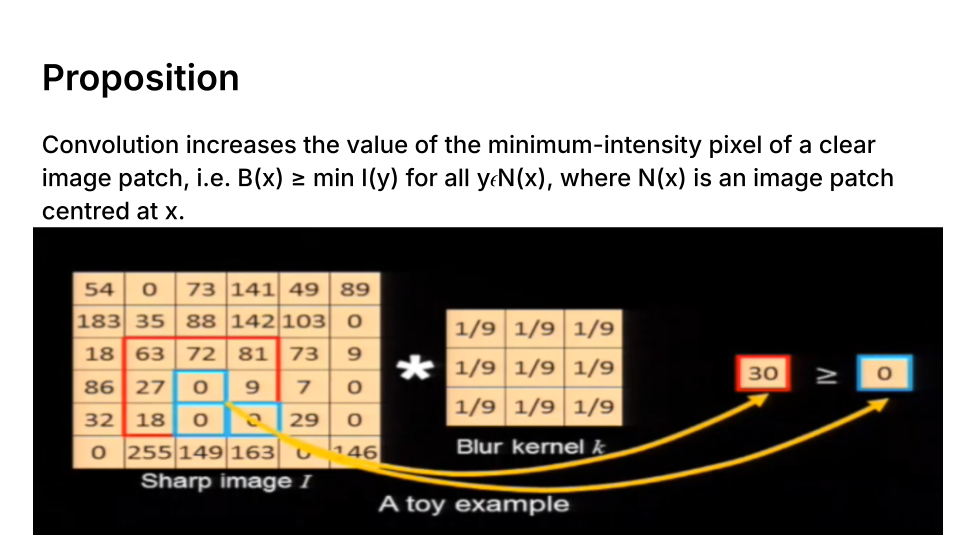 Proposition
Convolution increases the value of the minimum-intensity pixel of a clear
image patch, i.e. B(x) ≥ min I(y) for all yϵN(x), where N(x) is an image patch
centred at x.
54 0 73 141 49 89
183 35 88 142 103 0
18 63 72 81 73 9
86 27 0 9 7 0
32 18 0 0 29 0
0 255 149 163 0 146
Sharp image I
*
1/9 1/9 1/9
1/9 1/9 1/9
1/9 1/9 1/9
Blur kernel k
30 ≥ 0
A toy example